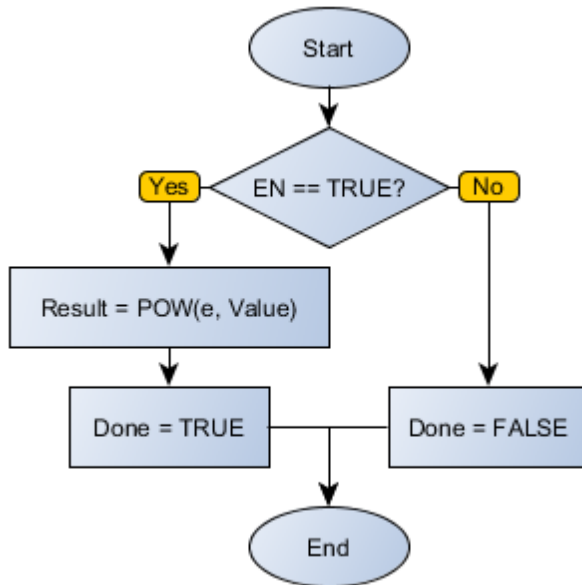 Start
EN == TRUE?
Yes
No
Result = POW(e, Value)
Done = TRUE
Done = FALSE
End